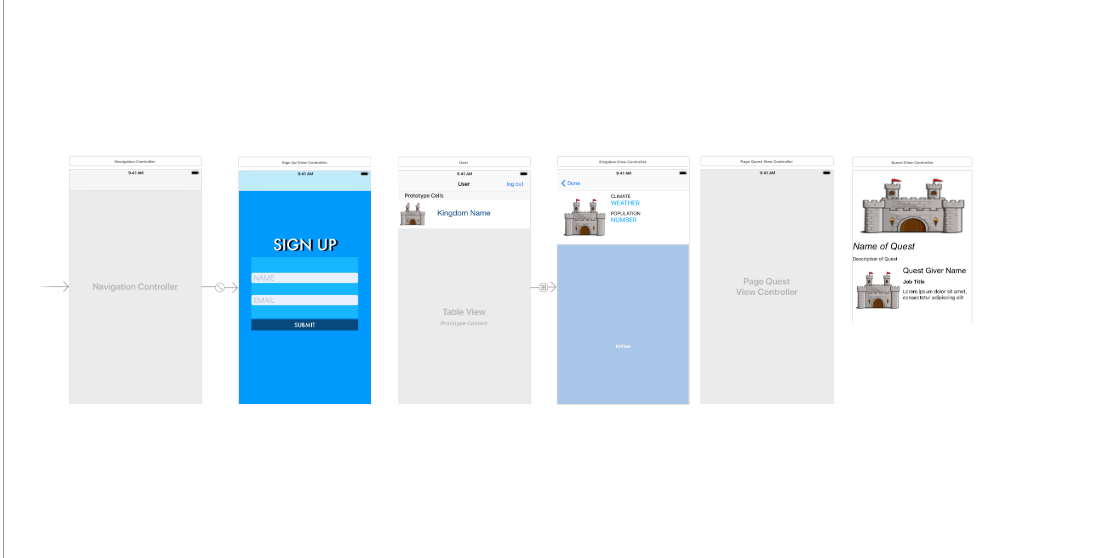 Navigation Controller
9:41 AM
Navigation Controller
Sign Up View Controller
9:41 AM
SIGN UP
NAME
EMAIL
SUBMIT
User
9:41 AM
User
log out
Prototype Cells
Kingdom Name
Table View
Prototype Content
Kingdom View Controller
9:41 AM
Done
CLIMATE
WEATHER
POPULATION
NUMBER
UIView
Page Quest View Controller
9:41 AM
Page Quest
View Controller
Quest View Controller
Name of Quest
Description of Quest
Quest Giver Name
Job Title
Lorem ipsum dolor sit amet,
consectetur adipiscing elit